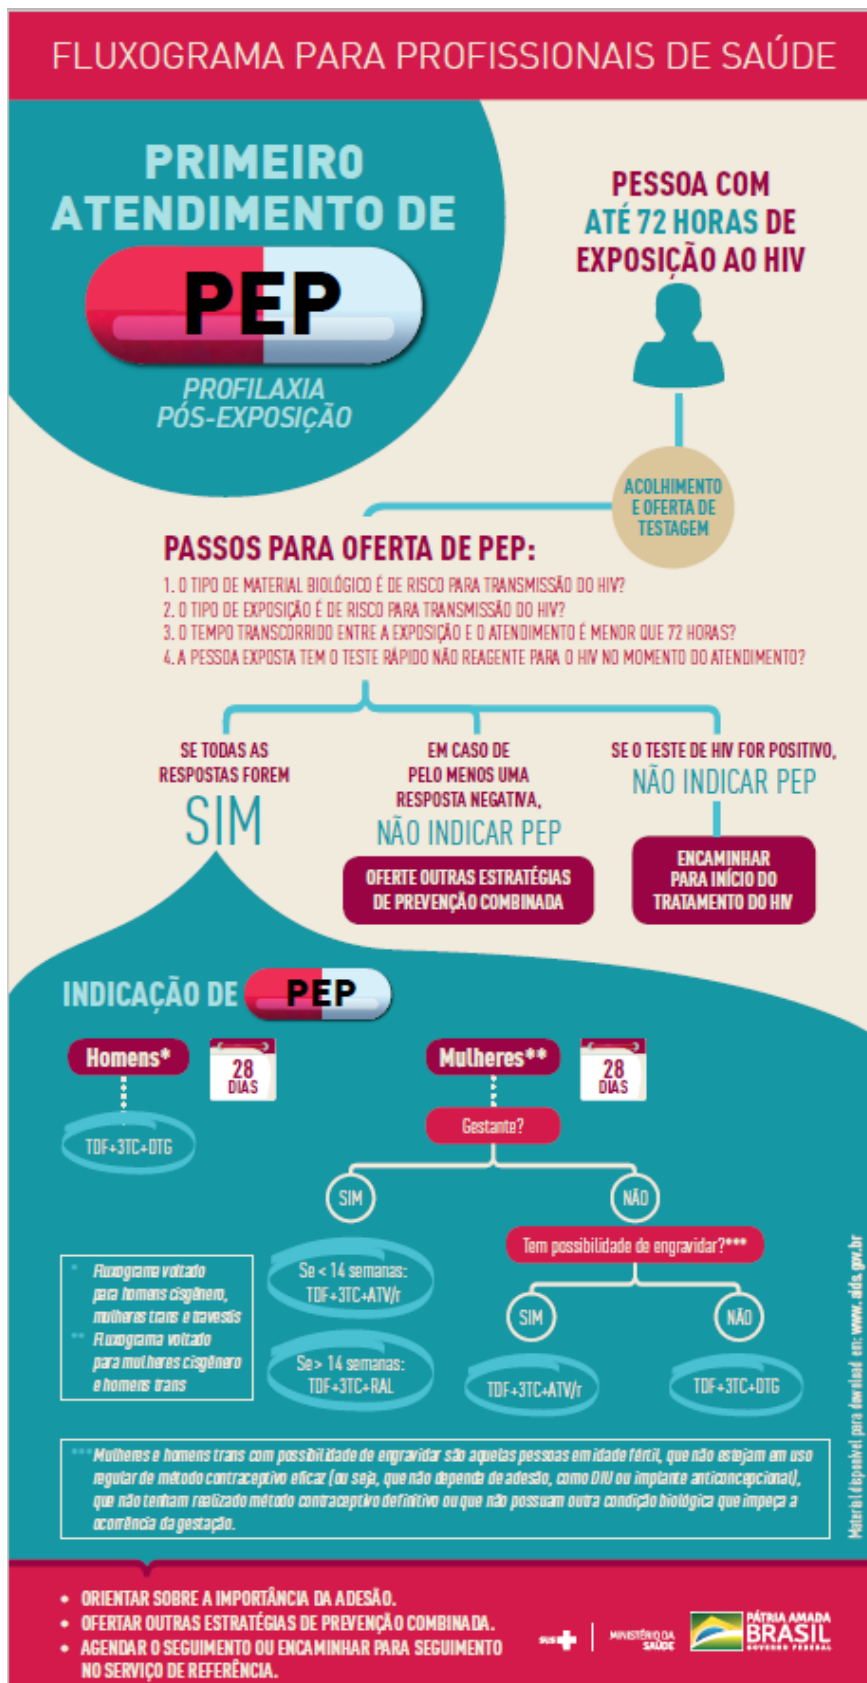 FLUXOGRAMA PARA PROFISSIONAIS DE SAÚDE
PRIMEIRO
ATENDIMENTO DE
PEP
PROFILAXIA
PÓS-EXPOSIÇÃO
PESSOA COM
ATÉ 72 HORAS DE
EXPOSIÇÃO AO HIV
ACOLHIMENTO
E OFERTA DE
TESTAGEM
PASSOS PARA OFERTA DE PEP:
1. O TIPO DE MATERIAL BIOLÓGICO É DE RISCO PARA TRANSMISSÃO DO HIV?
2. O TIPO DE EXPOSIÇÃO É DE RISCO PARA TRANSMISSÃO DO HIV?
3. O TEMPO TRANSCORRIDO ENTRE A EXPOSIÇÃO E O ATENDIMENTO É MENOR QUE 72 HORAS?
4. A PESSOA EXPOSTA TEM O TESTE RÁPIDO NÃO REAGENTE PARA O HIV NO MOMENTO DO ATENDIMENTO?
SE TODAS AS
RESPOSTAS FOREM
SIM
EM CASO DE
PELO MENOS UMA
RESPOSTA NEGATIVA,
NÃO INDICAR PEP
OFERTE OUTRAS ESTRATÉGIAS
DE PREVENÇÃO COMBINADA
SE O TESTE DE HIV FOR POSITIVO,
NÃO INDICAR PEP
ENCAMINHAR
PARA INÍCIO DO
TRATAMENTO DO HIV
INDICAÇÃO DE PEP
Homens*
28
DIAS
TDF+3TC+DTG
Mulheres**
28
DIAS
Gestante?
SIM
NÃO
Se < 14 semanas:
TDF+3TC+ATV/r
Se > 14 semanas:
TDF+3TC+RAL
Tem possibilidade de engravidar?***
SIM
NÃO
TDF+3TC+ATV/r
TDF+3TC+DTG
* Fluxograma voltado
para homens cisgênero,
mulheres trans e travestis
** Fluxograma voltado
para mulheres cisgênero
e homens trans
***Mulheres e homens trans com possibilidade de engravidar são aquelas pessoas em idade fértil, que não estejam em uso
regular de método contraceptivo eficaz (ou seja, que não dependa de adesão, como DIU ou implante anticoncepcional),
que não tenham realizado método contraceptivo definitivo ou que não possuam outra condição biológica que impeça a
ocorrência da gestação.
Material disponível para download em: www.aids.gov.br
• ORIENTAR SOBRE A IMPORTÂNCIA DA ADESÃO.
• OFERTAR OUTRAS ESTRATÉGIAS DE PREVENÇÃO COMBINADA.
• AGENDAR O SEGUIMENTO OU ENCAMINHAR PARA SEGUIMENTO
NO SERVIÇO DE REFERÊNCIA.
SUS
MINISTÉRIO DA
SAÚDE
PÁTRIA AMADA
BRASIL
GOVERNO FEDERAL